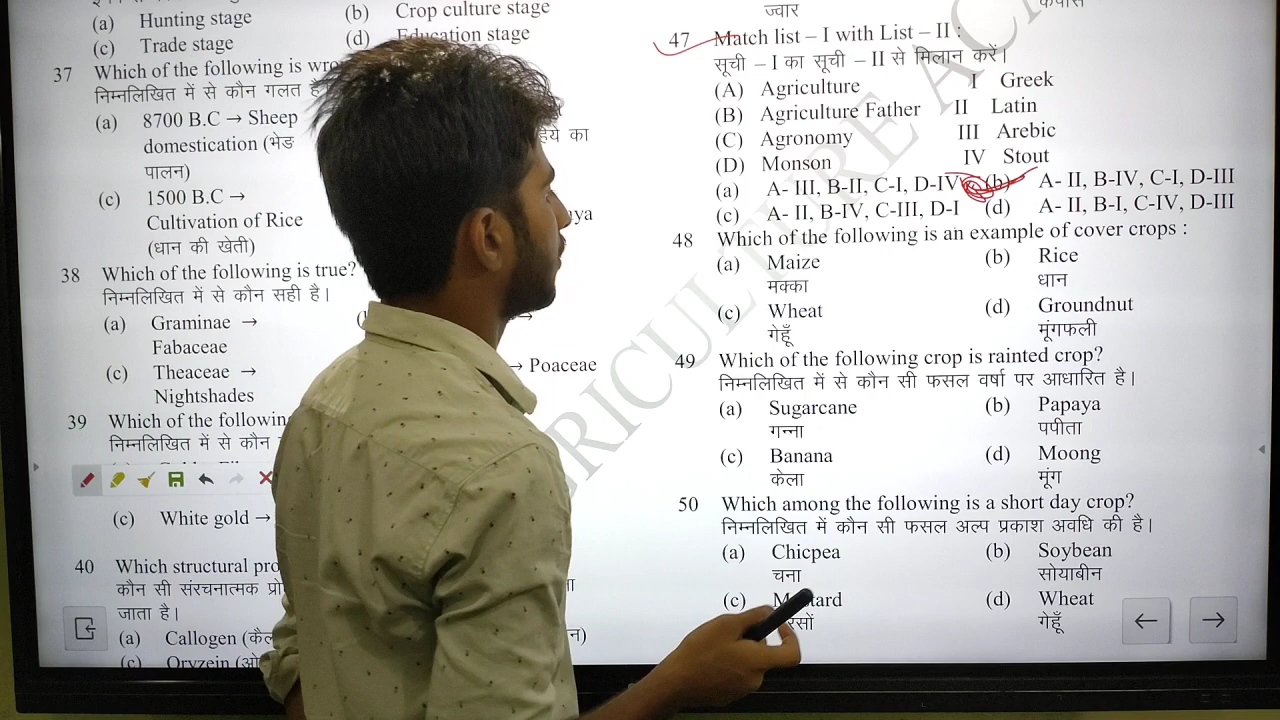 (a) Hunting stage (b) Crop culture stage
(c) Trade stage (d) Education stage
37 Which of the following is
निम्नलिखित में से कौन गलत
(a) 8700 B.C → Sheep
domestication (भेड़
पालन)
(c) 1500 B.C →
Cultivation of Rice
(धान की खेती)
38 Which of the following is true?
निम्नलिखित में से कौन सही है।
(a) Graminae →
Fabaceae
→ Poaceae
(c) Theaceae →
Nightshades
39 Which of the following
निम्नलिखित में से कौन
(c) White gold →
40 Which structural
कौन सी संरचनात्मक
जाता है।
(a) Callogen
(c) Oryzein
ज्वार
कपास
47 Match list – I with List – II :
सूची – I का सूची – II से मिलान करें।
(A) Agriculture I Greek
(B) Agriculture Father II Latin
(C) Agronomy III Arebic
(D) Monson IV Stout
(a) A- III, B-II, C-I, D-IV (b) A- II, B-IV, C-I, D-III
(c) A- II, B-IV, C-III, D-I (d) A- II, B-I, C-IV, D-III
48 Which of the following is an example of cover crops :
(a) Maize (b) Rice
मक्का धान
(c) Wheat (d) Groundnut
गेहूँ मूंगफली
49 Which of the following crop is rainted crop?
निम्नलिखित में से कौन सी फसल वर्षा पर आधारित है।
(a) Sugarcane (b) Papaya
गन्ना पपीता
(c) Banana (d) Moong
केला मूंग
50 Which among the following is a short day crop?
निम्नलिखित में कौन सी फसल अल्प प्रकाश अवधि की है।
(a) Chicpea (b) Soybean
चना सोयाबीन
(c) (d) Wheat
गेहूँ